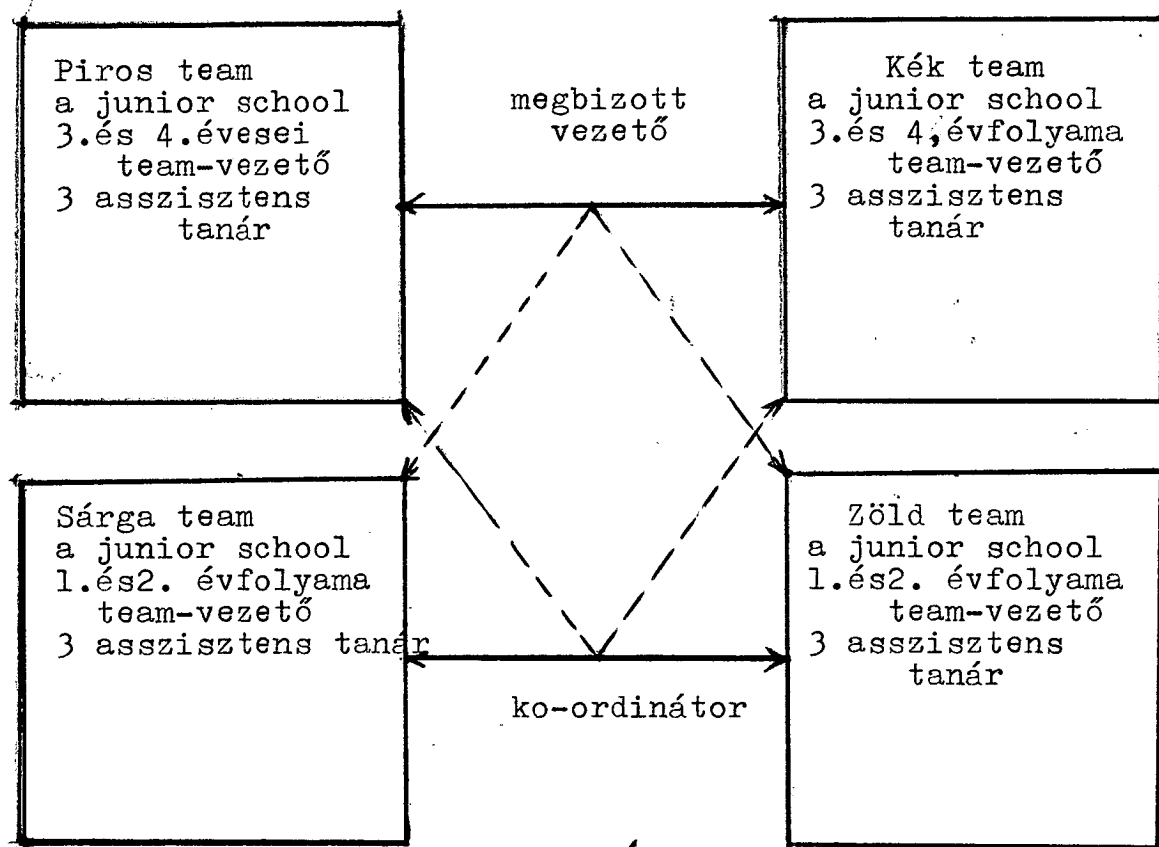 Piros team
a junior school
3.és 4.évesei
team-vezető
3 asszisztens
tanár
megbizott
vezető
Kék team
a junior school
3.és 4,évfolyama
team-vezető
3 asszisztens
tanár
Sárga team
a junior school
1.és2. évfolyama
team-vezető
3 asszisztens tanár
ko-ordinátor
Zöld team
a junior school
1.és2. évfolyama
team-vezető
3 asszisztens
tanár